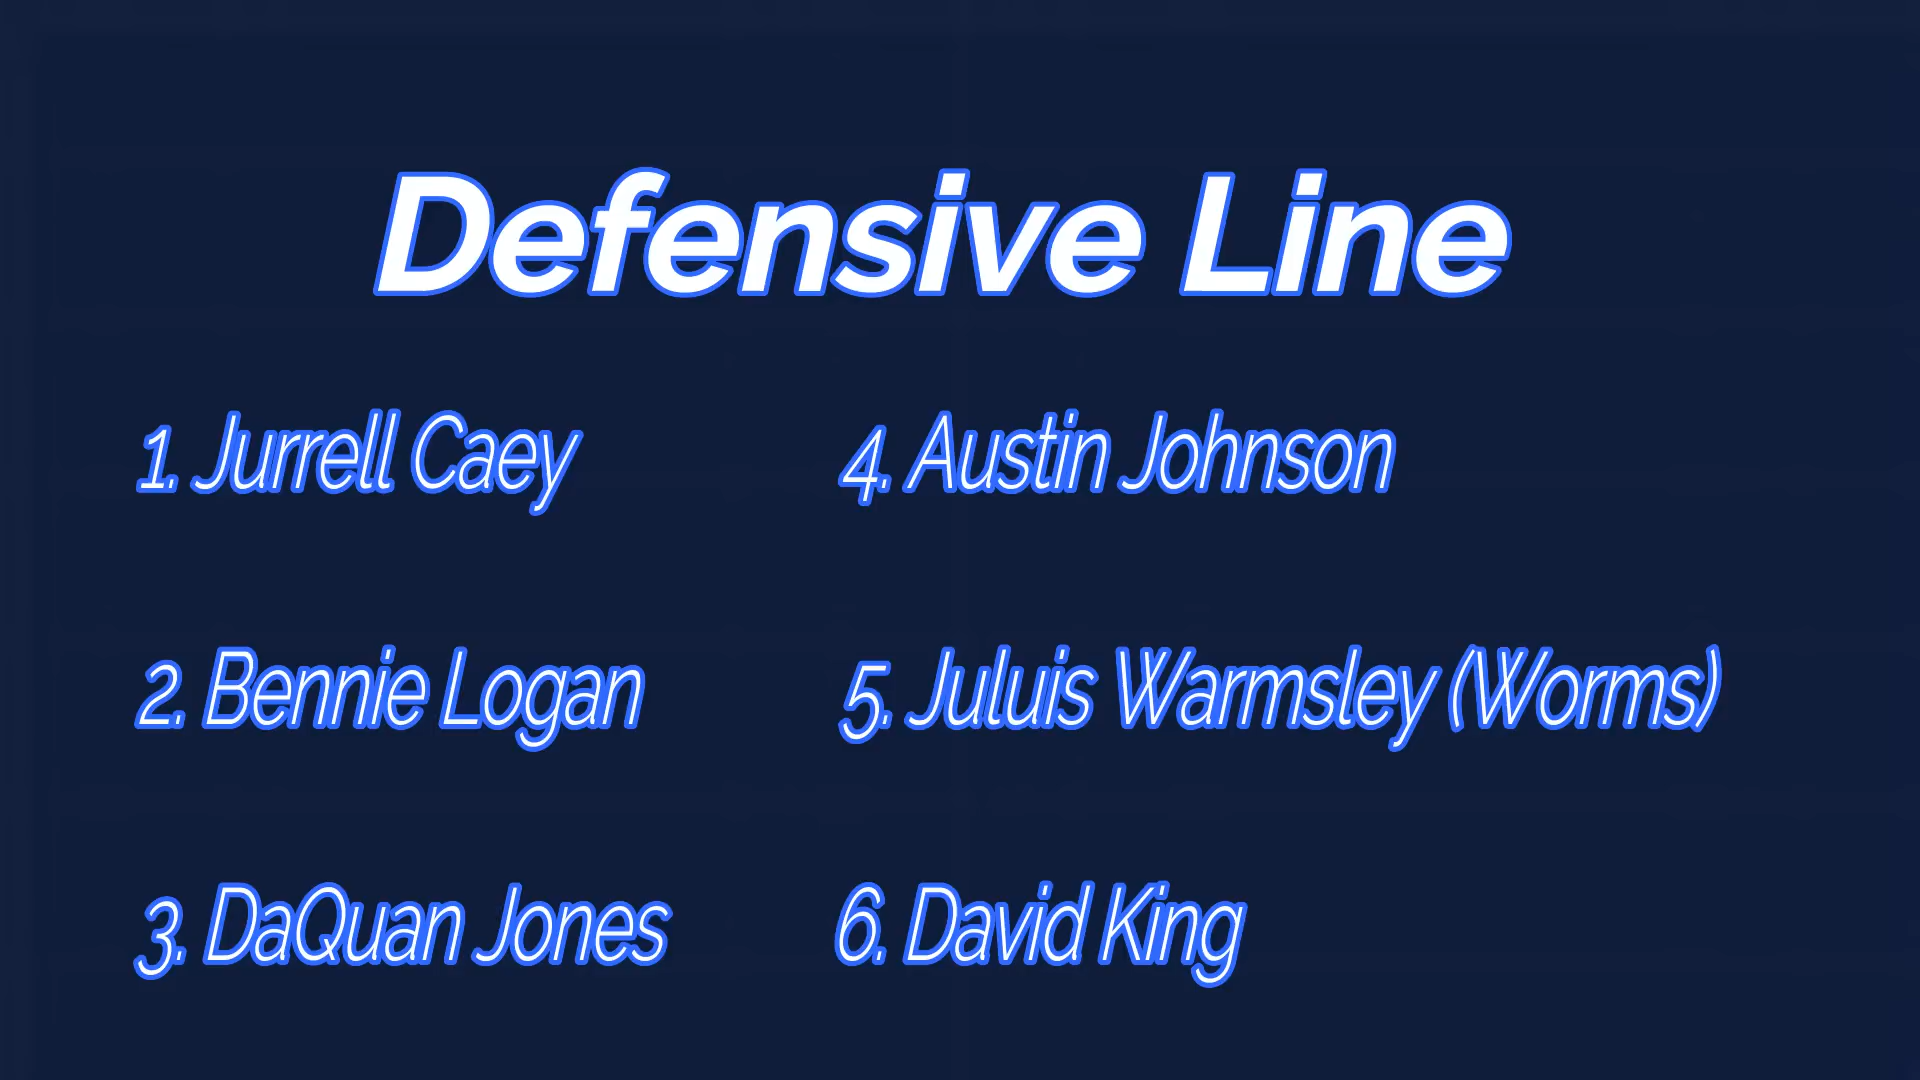 Defensive Line
1. Jurrell Caey
2. Bennie Logan
3. DaQuan Jones
4. Austin Johnson
5. Juluis Warmsley (Worms)
6. David King